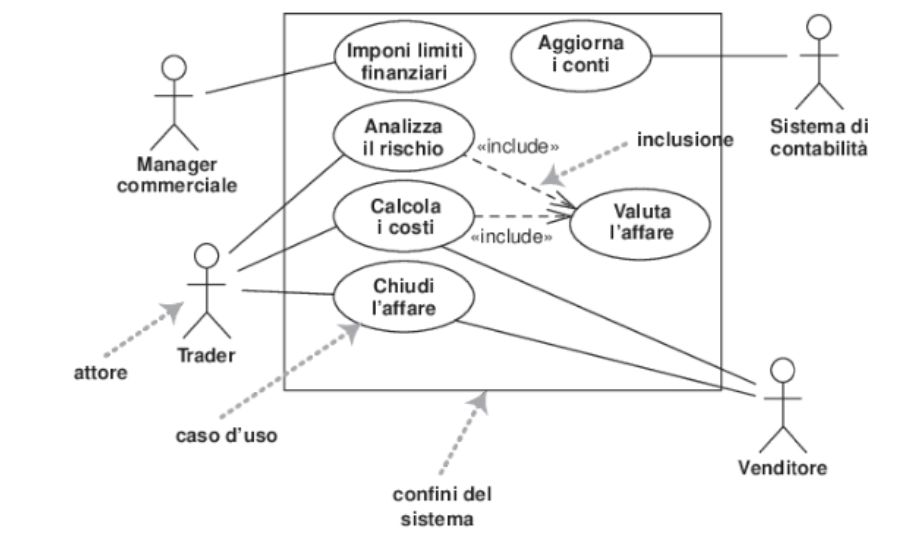 Imponi limiti
finanziari
Aggiorna
i conti
Manager
commerciale
Analizza
il rischio
«include»
inclusione
Sistema di
contabilità
Calcola
i costi
«include»
Valuta
l'affare
Chiudi
l'affare
Trader
attore
caso d'uso
Venditore
confini del
sistema